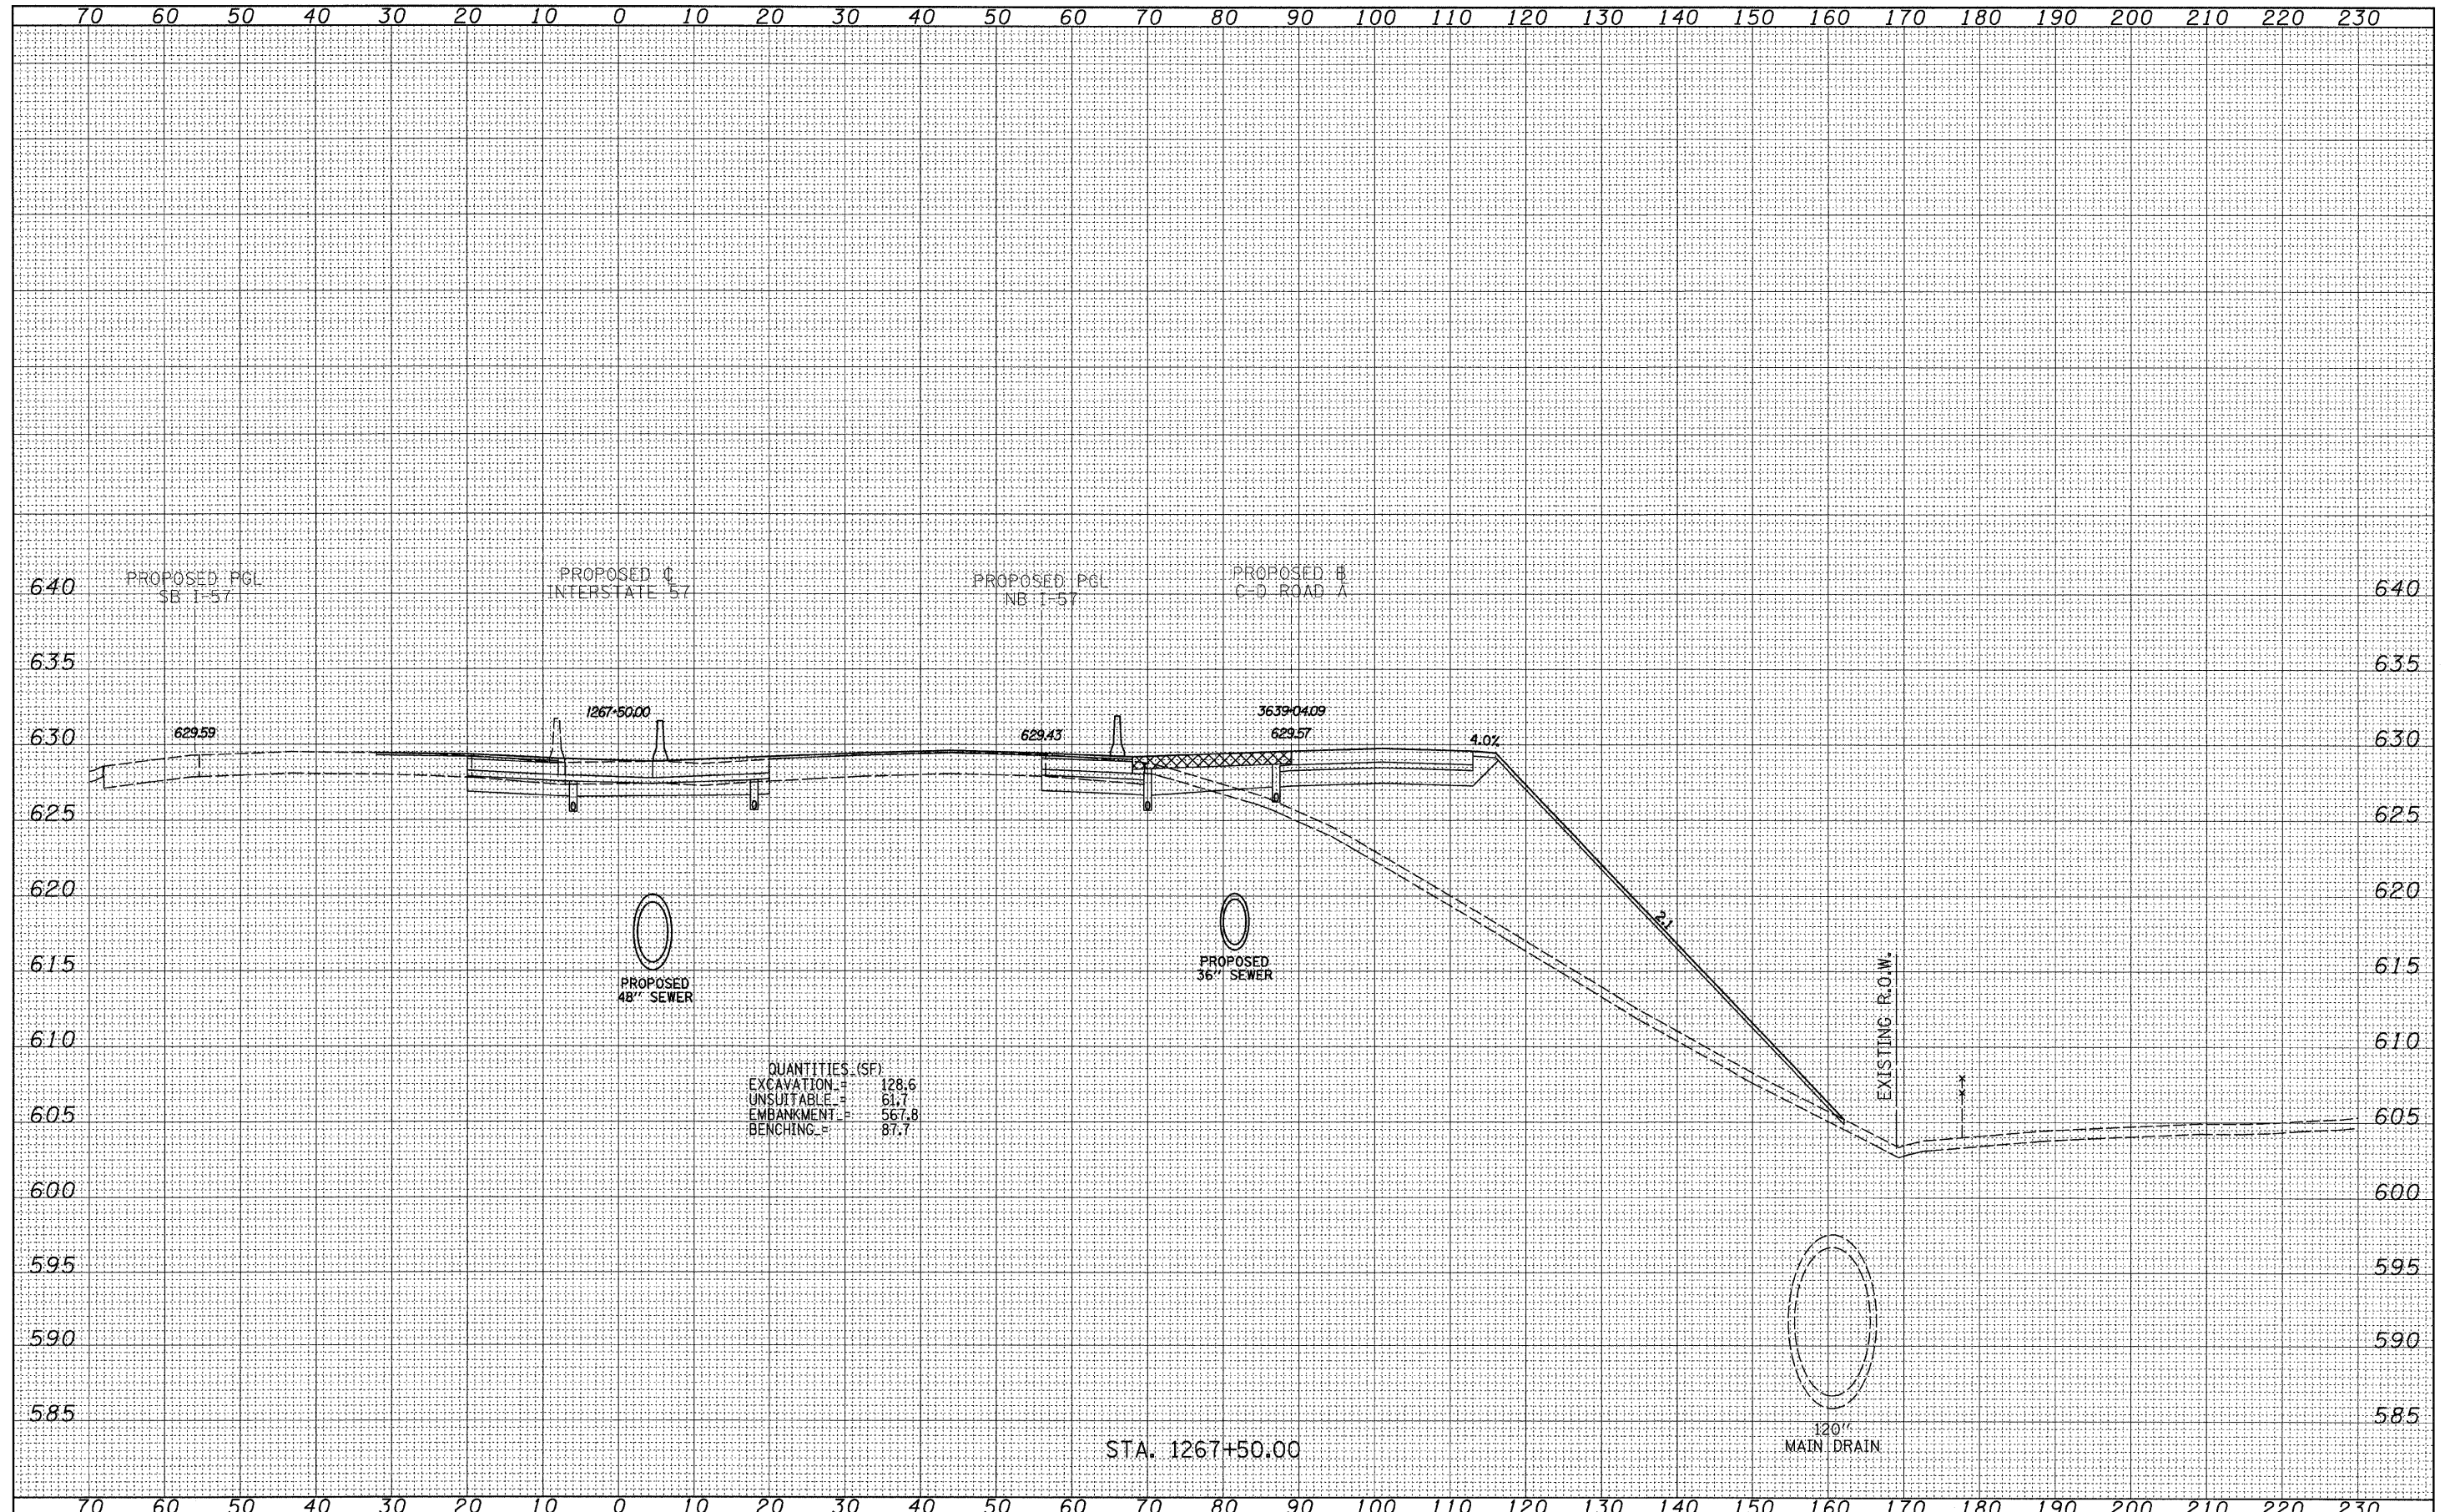 70 60 50 40 30 20 10 0 10 20 30 40 50 60 70 80 90 100 110 120 130 140 150 160 170 180 190 200 210 220 230
PROPOSED PGL
SB I-57
PROPOSED ℄
INTERSTATE 57
PROPOSED PGL
NB I-57
PROPOSED B
C-D ROAD A
640 640
635 635
1267+50.00
3639+04.09
629.59
629.43
629.57
4.0%
630 630
625 625
620 620
2:1
615 615
PROPOSED
48" SEWER
PROPOSED
36" SEWER
EXISTING R.O.W.
610 610
QUANTITIES (SF)
EXCAVATION = 128.6
UNSUITABLE = 61.7
EMBANKMENT = 567.8
BENCHING = 87.7
605 605
600 600
595 595
590 590
585 585
120"
MAIN DRAIN
STA. 1267+50.00
70 60 50 40 30 20 10 0 10 20 30 40 50 60 70 80 90 100 110 120 130 140 150 160 170 180 190 200 210 220 230